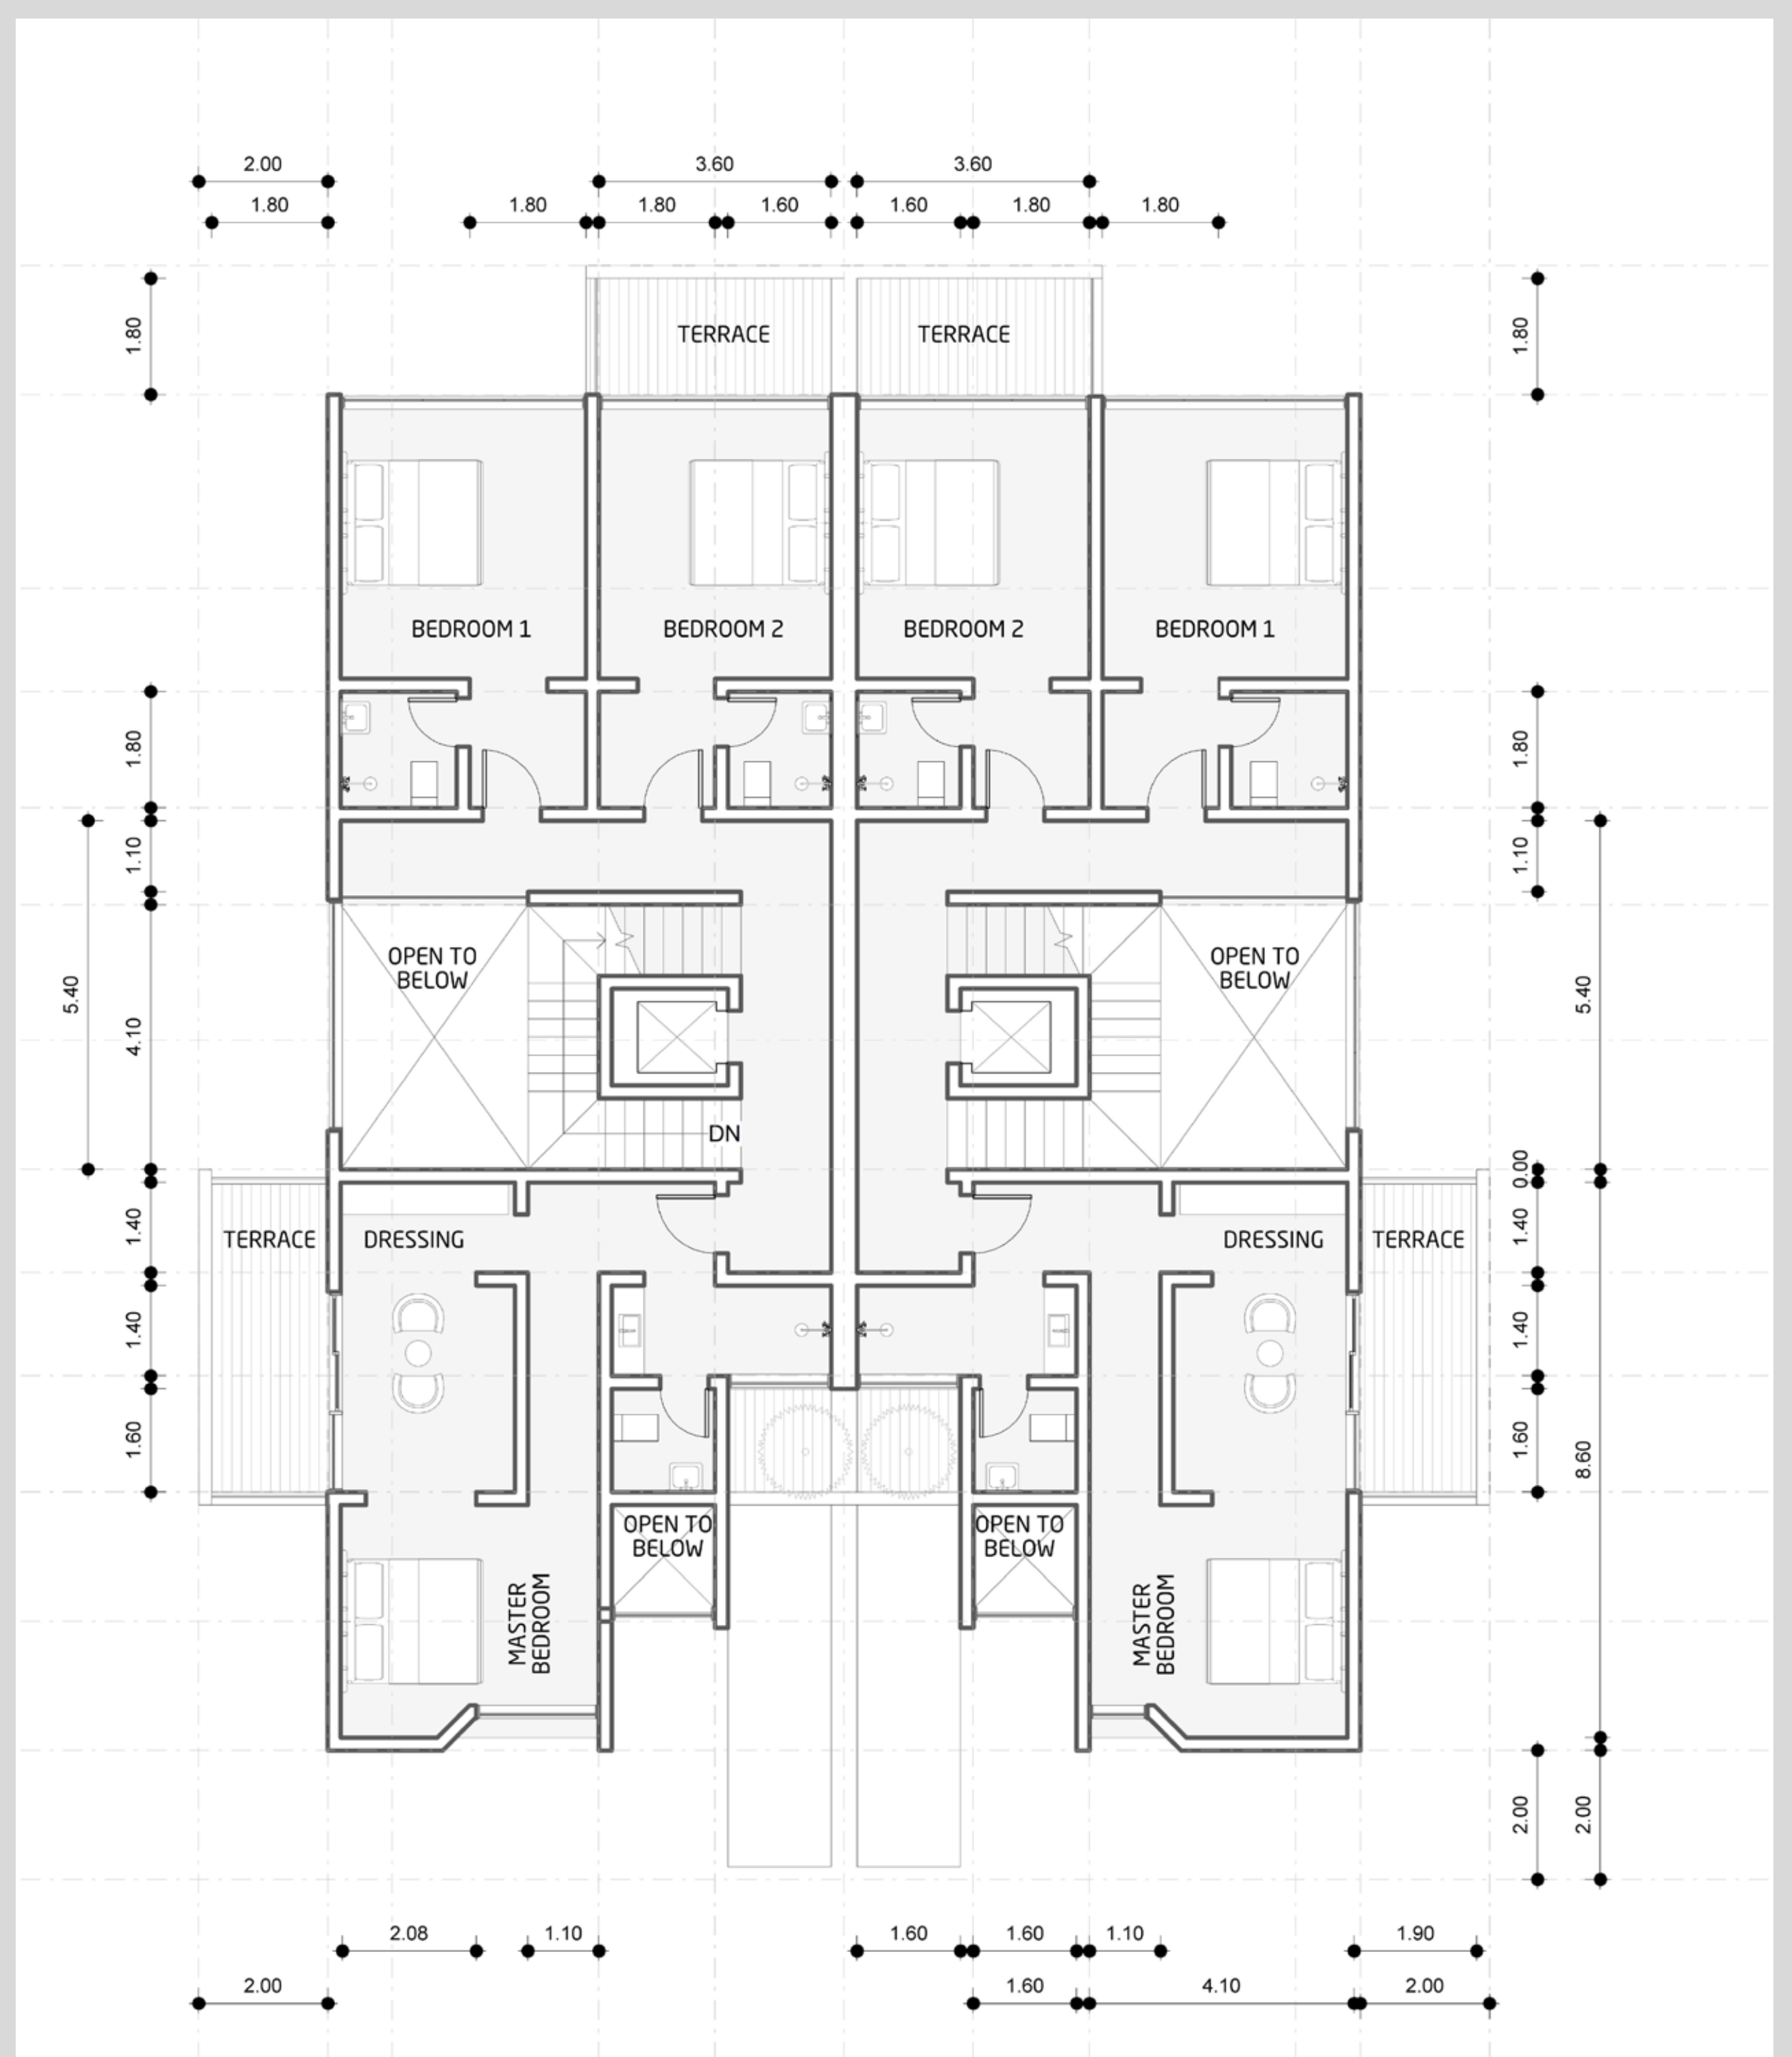 2.00
3.60
3.60
1.80
1.80
1.80
1.60
1.60
1.80
1.80
1.80
TERRACE
TERRACE
1.80
BEDROOM 1
BEDROOM 2
BEDROOM 2
BEDROOM 1
1.80
1.80
1.10
1.10
OPEN TO
BELOW
OPEN TO
BELOW
5.40
4.10
5.40
DN
0.00
TERRACE
DRESSING
DRESSING
TERRACE
1.40
1.40
1.40
1.40
1.60
1.60
8.60
OPEN TO
BELOW
OPEN TO
BELOW
MASTER
BEDROOM
MASTER
BEDROOM
2.00
2.00
2.08
1.10
1.60
1.60
1.10
1.90
2.00
1.60
4.10
2.00